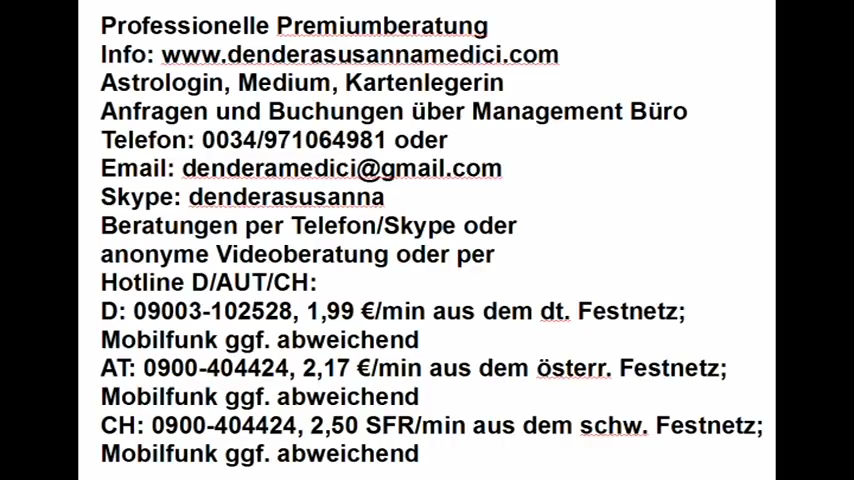 Professionelle Premiumberatung
Info: www.denderasusannamedici.com
Astrologin, Medium, Kartenlegerin
Anfragen und Buchungen über Management Büro
Telefon: 0034/971064981 oder
Email: denderamedici@gmail.com
Skype: denderasusanna
Beratungen per Telefon/Skype oder
anonyme Videoberatung oder per
Hotline D/AUT/CH:
D: 09003-102528, 1,99 €/min aus dem dt. Festnetz;
Mobilfunk ggf. abweichend
AT: 0900-404424, 2,17 €/min aus dem österr. Festnetz;
Mobilfunk ggf. abweichend
CH: 0900-404424, 2,50 SFR/min aus dem schw. Festnetz;
Mobilfunk ggf. abweichend